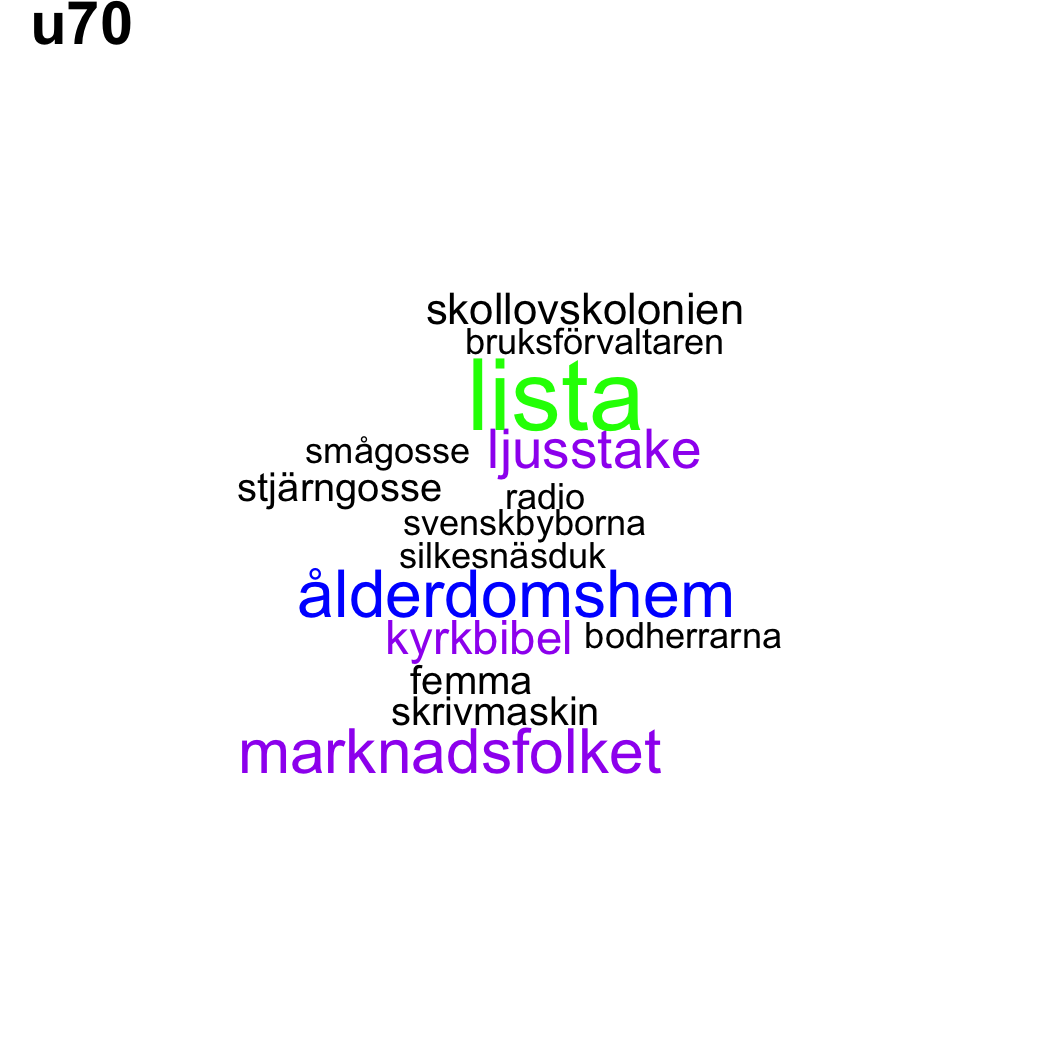 u70
skollovskolonien
bruksförvaltaren
lista
smågosse ljusstake
stjärngosse radio
svenskbyborna
silkesnäsduk
ålderdomshem
kyrkbibel bodherrarna
femma
skrivmaskin
marknadsfolket